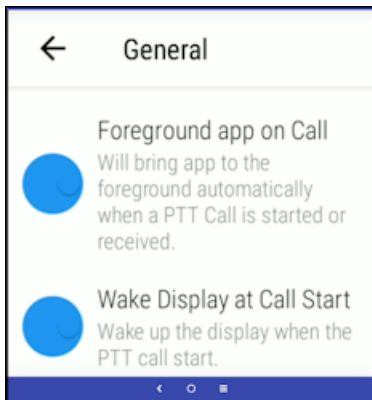 General
Foreground app on Call
Will bring app to the
foreground automatically
when a PTT Call is started or
received.
Wake Display at Call Start
Wake up the display when the
PTT call start.